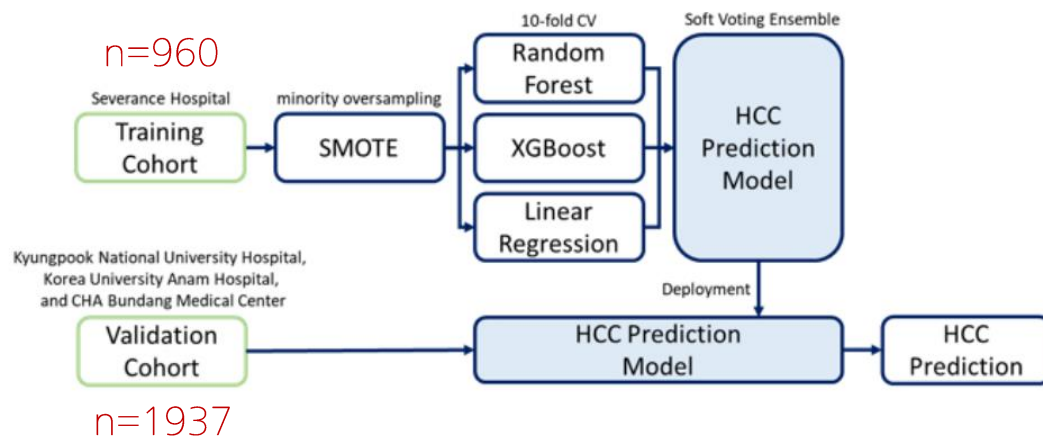 n=960
Severance Hospital
Training
Cohort
minority oversampling
SMOTE
10-fold CV
Random
Forest
XGBoost
Linear
Regression
Soft Voting Ensemble
HCC
Prediction
Model
Deployment
Kyungpook National University Hospital,
Korea University Anam Hospital,
and CHA Bundang Medical Center
Validation
Cohort
n=1937
HCC Prediction
Model
HCC
Prediction